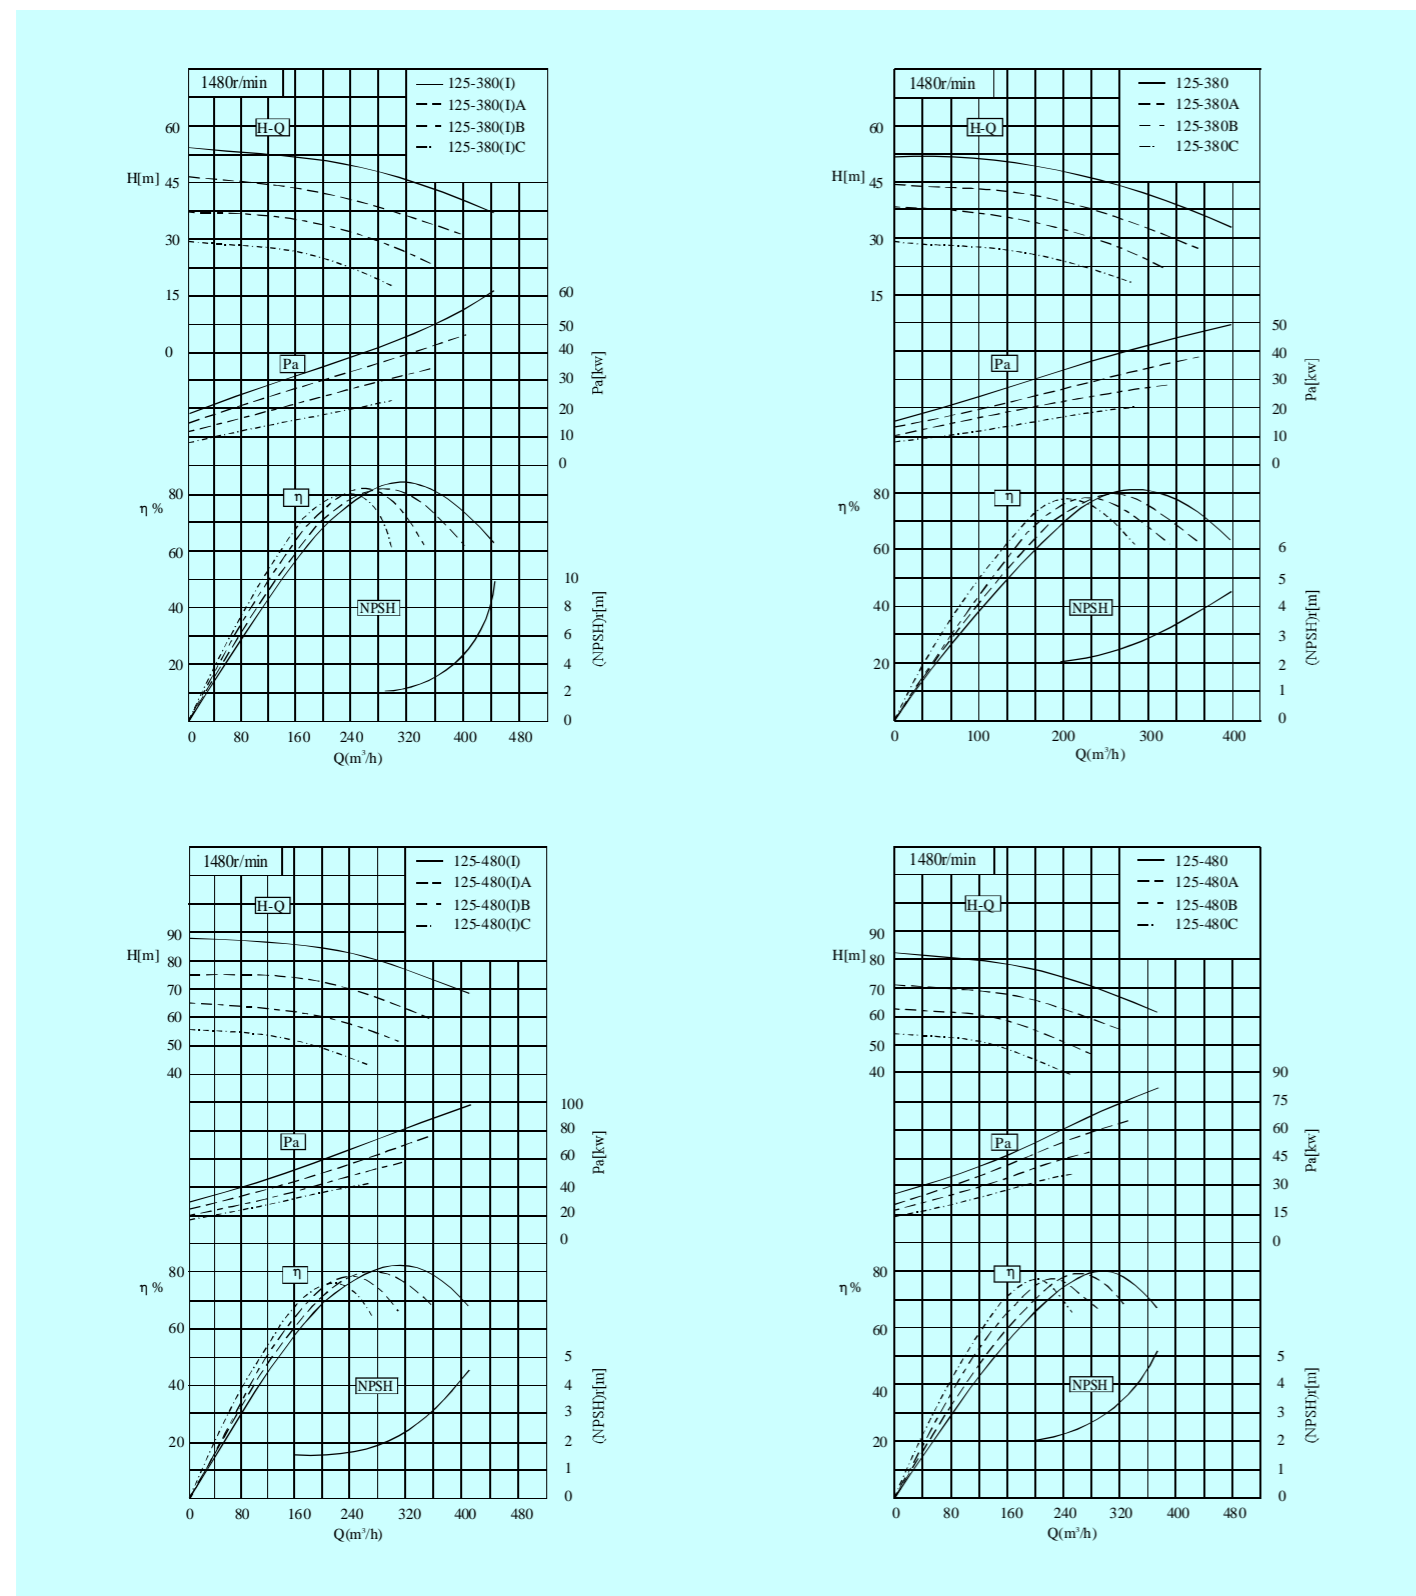 1480r/min
125-380(I)
125-380(I)A
125-380(I)B
125-380(I)C
H-Q
60
H[m]
45
30
15
0
60
50
40
30
20
10
0
Pa[kw]
Pa
η
80
η %
60
40
20
NPSH
10
8
6
4
2
0
(NPSH)r[m]
0 80 160 240 320 400 480
Q(m³/h)
1480r/min
125-380
125-380A
125-380B
125-380C
H-Q
60
H[m]
45
30
15
50
40
30
20
10
0
Pa[kw]
Pa
η
80
η %
60
40
20
NPSH
6
5
4
3
2
1
0
(NPSH)r[m]
0 100 200 300 400
Q(m³/h)
1480r/min
125-480(I)
125-480(I)A
125-480(I)B
125-480(I)C
H-Q
90
H[m]
80
70
60
50
40
100
80
60
40
20
0
Pa[kw]
Pa
η
80
η %
60
40
20
NPSH
5
4
3
2
1
0
(NPSH)r[m]
0 80 160 240 320 400 480
Q(m³/h)
1480r/min
125-480
125-480A
125-480B
125-480C
H-Q
90
H[m]
80
70
60
50
40
90
75
60
45
30
15
0
Pa[kw]
Pa
η
80
η %
60
40
20
NPSH
5
4
3
2
1
0
(NPSH)r[m]
0 80 160 240 320 400 480
Q(m³/h)